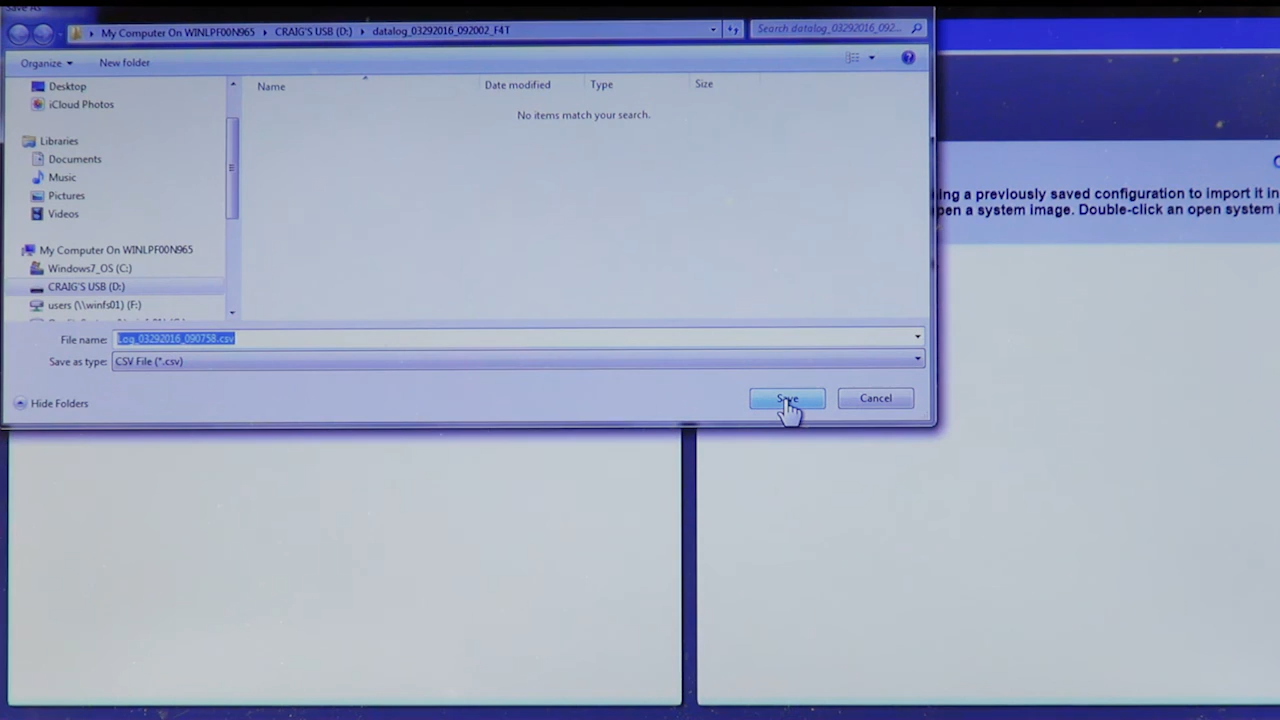 Save As
My Computer On WINLPF00N965 CRAIG'S USB (D:) datalog_03292016_092002_F4T
Search datalog_03292016_092...
Organize New folder
Name Date modified Type Size
No items match your search.
Desktop
iCloud Photos
Libraries
Documents
Music
Pictures
Videos
My Computer On WINLPF00N965
Windows7_OS (C:)
CRAIG'S USB (D:)
users (\\winfs01) (F:)
File name: Log_03292016_090758.csv
Save as type: CSV File (*.csv)
Hide Folders
Save Cancel
ing a previously saved configuration to import it in
pen a system image. Double-click an open system